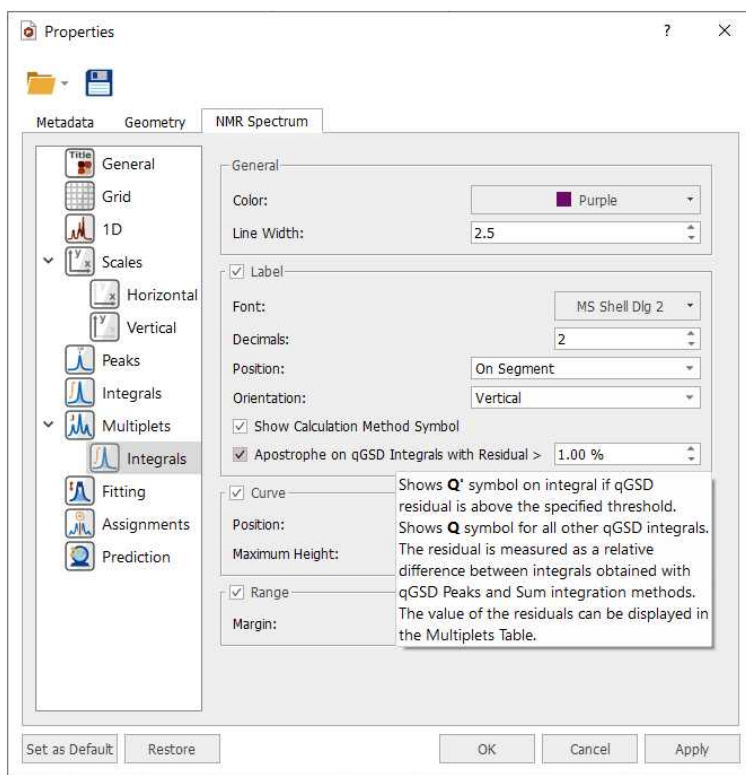 Properties
?
Metadata Geometry NMR Spectrum
Title
General
Grid
1D
Scales
Horizontal
Vertical
Peaks
Integrals
Multiplets
Integrals
Fitting
Assignments
Prediction
General
Color: Purple
Line Width: 2.5
Label
Font: MS Shell Dlg 2
Decimals: 2
Position: On Segment
Orientation: Vertical
Show Calculation Method Symbol
Apostrophe on qGSD Integrals with Residual > 1.00 %
Curve
Position:
Maximum Height:
Range
Margin:
Shows Q' symbol on integral if qGSD
residual is above the specified threshold.
Shows Q symbol for all other qGSD integrals.
The residual is measured as a relative
difference between integrals obtained with
qGSD Peaks and Sum integration methods.
The value of the residuals can be displayed in
the Multiplets Table.
Set as Default Restore OK Cancel Apply